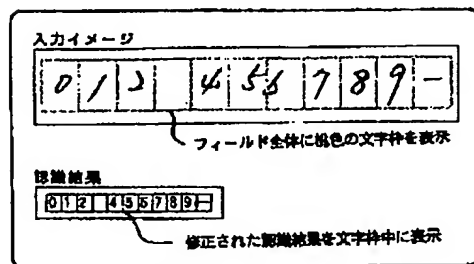 入力イメージ
0 1 2 4 5 6 7 8 9 -
フィールド全体に桃色の文字枠を表示
認識結果
0 1 2 4 5 5 6 7 8 9 -
修正された認識結果を文字枠中に表示